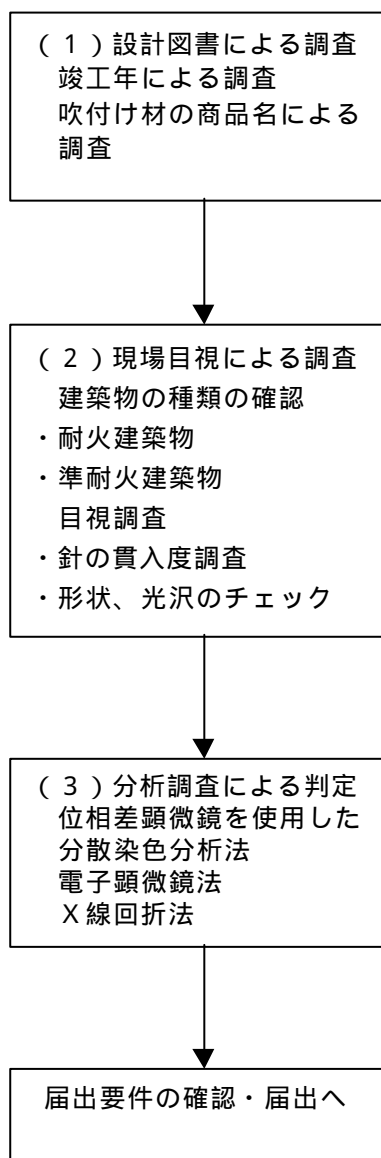 （１）設計図書による調査
竣工年による調査
吹付け材の商品名による
調査
（２）現場目視による調査
建築物の種類の確認
・耐火建築物
・準耐火建築物
目視調査
・針の貫入度調査
・形状、光沢のチェック
（３）分析調査による判定
位相差顕微鏡を使用した
分散染色分析法
電子顕微鏡法
Ｘ線回折法
届出要件の確認・届出へ